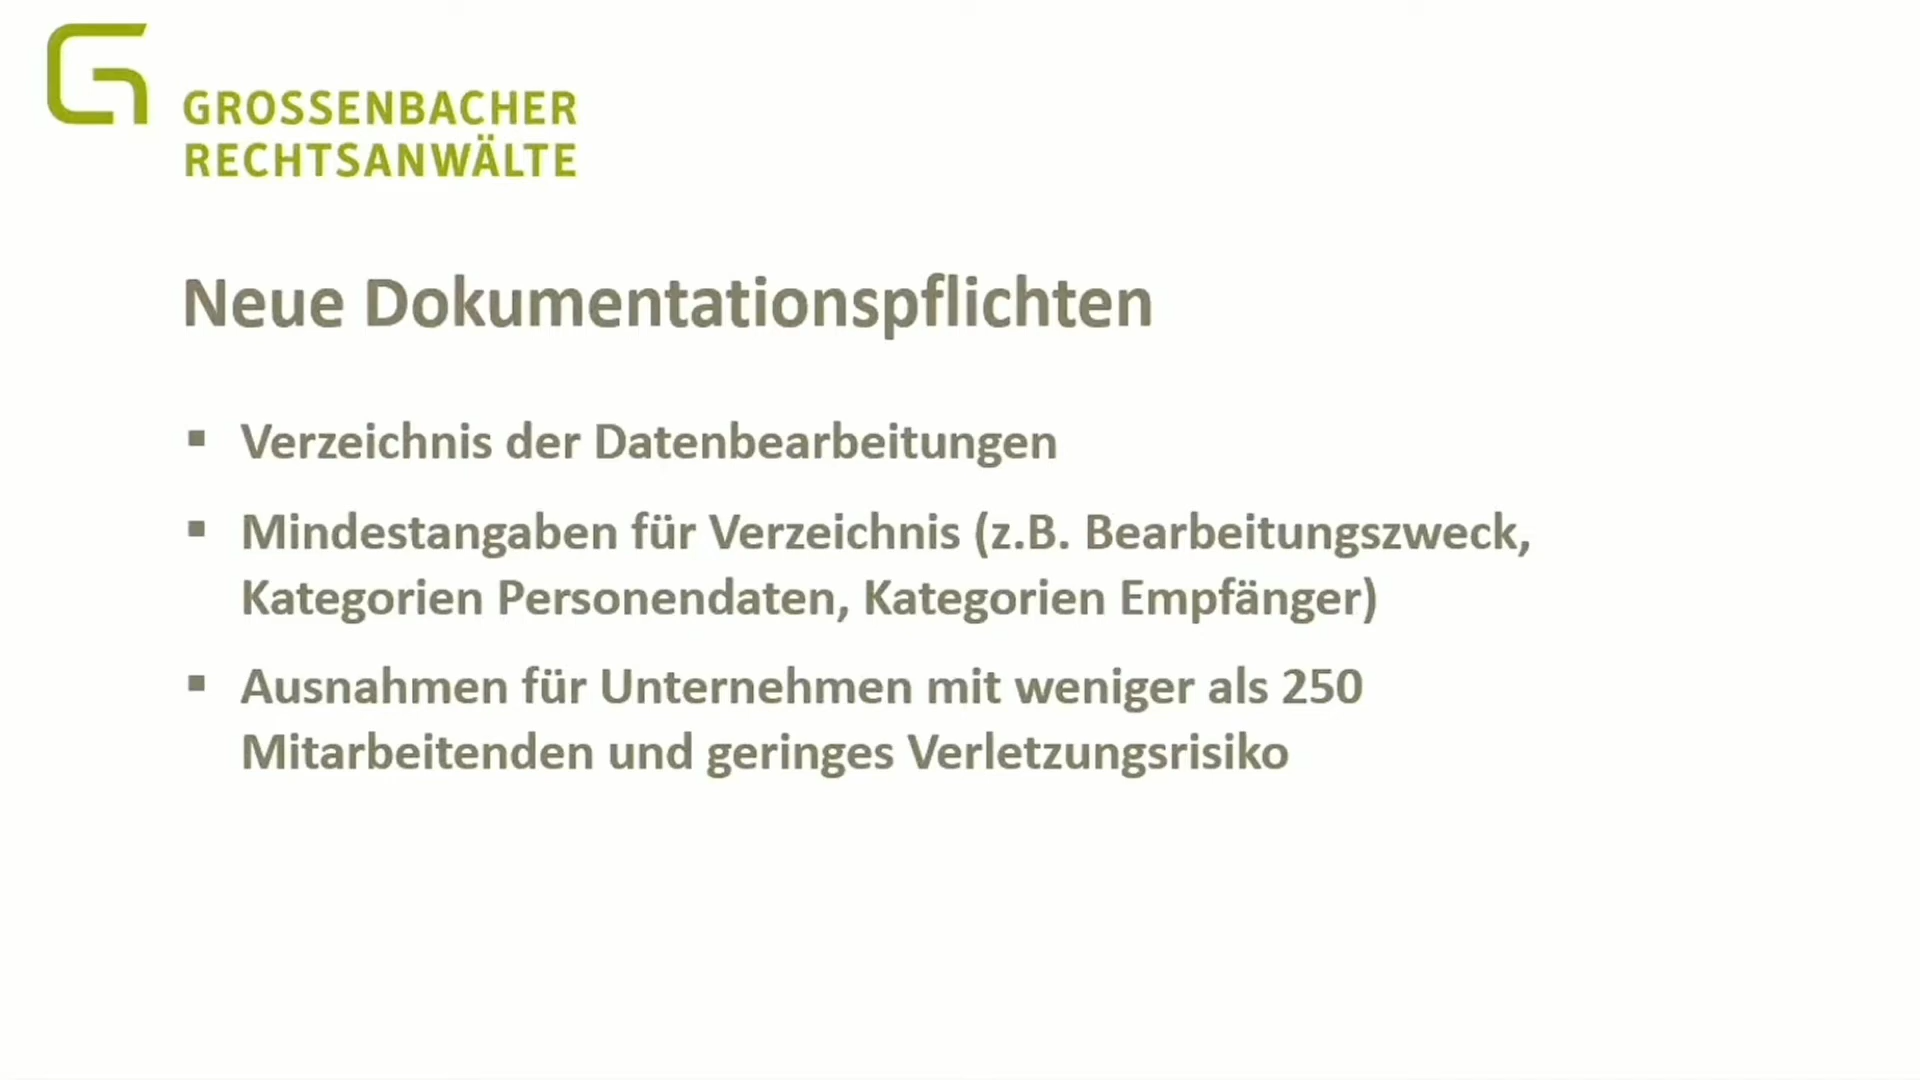 GROSSENBACHER
RECHTSANWÄLTE
Neue Dokumentationspflichten
▪ Verzeichnis der Datenbearbeitungen
▪ Mindestangaben für Verzeichnis (z.B. Bearbeitungszweck,
Kategorien Personendaten, Kategorien Empfänger)
▪ Ausnahmen für Unternehmen mit weniger als 250
Mitarbeitenden und geringes Verletzungsrisiko